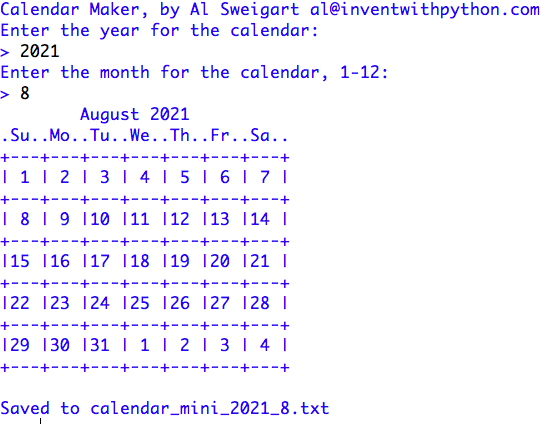 Calendar Maker, by Al Sweigart al@inventwithpython.com
Enter the year for the calendar:
> 2021
Enter the month for the calendar, 1-12:
> 8
        August 2021
.Su..Mo..Tu..We..Th..Fr..Sa..
+---+---+---+---+---+---+---+
| 1 | 2 | 3 | 4 | 5 | 6 | 7 |
+---+---+---+---+---+---+---+
| 8 | 9 |10 |11 |12 |13 |14 |
+---+---+---+---+---+---+---+
|15 |16 |17 |18 |19 |20 |21 |
+---+---+---+---+---+---+---+
|22 |23 |24 |25 |26 |27 |28 |
+---+---+---+---+---+---+---+
|29 |30 |31 | 1 | 2 | 3 | 4 |
+---+---+---+---+---+---+---+
Saved to calendar_mini_2021_8.txt